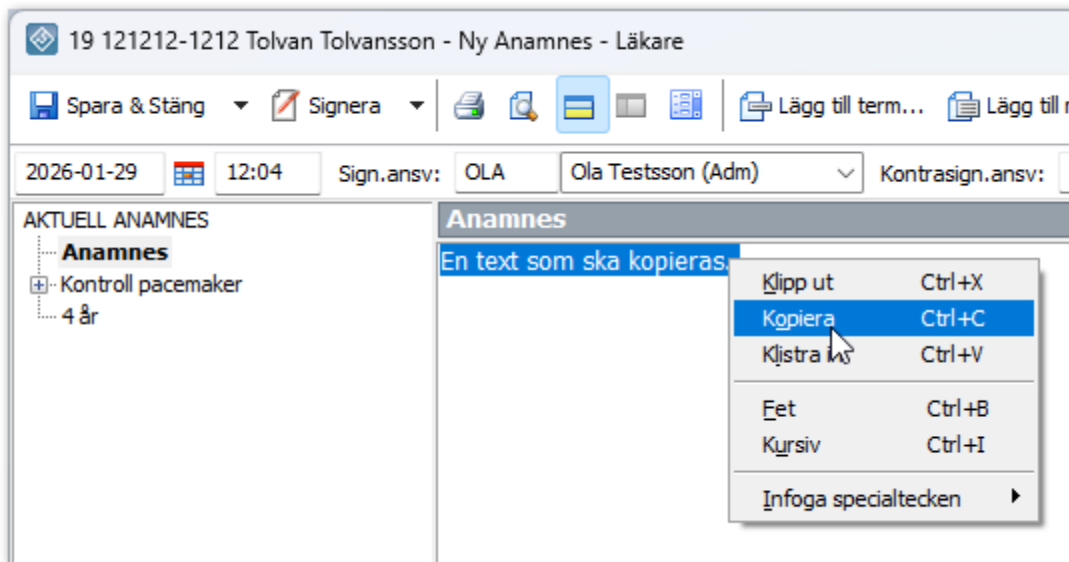 19 121212-1212 Tolvan Tolvansson - Ny Anamnes - Läkare
Spara & Stäng Signera Lägg till term... Lägg till
2026-01-29 12:04 Sign.ansv: OLA Ola Testsson (Adm) Kontrasign.ansv:
AKTUELL ANAMNES
Anamnes
Kontroll pacemaker
4 år
Anamnes
En text som ska kopieras.
Klipp ut Ctrl+X
Kopiera Ctrl+C
Klistra Ctrl+V
Fet Ctrl+B
Kursiv Ctrl+I
Infoga specialtecken